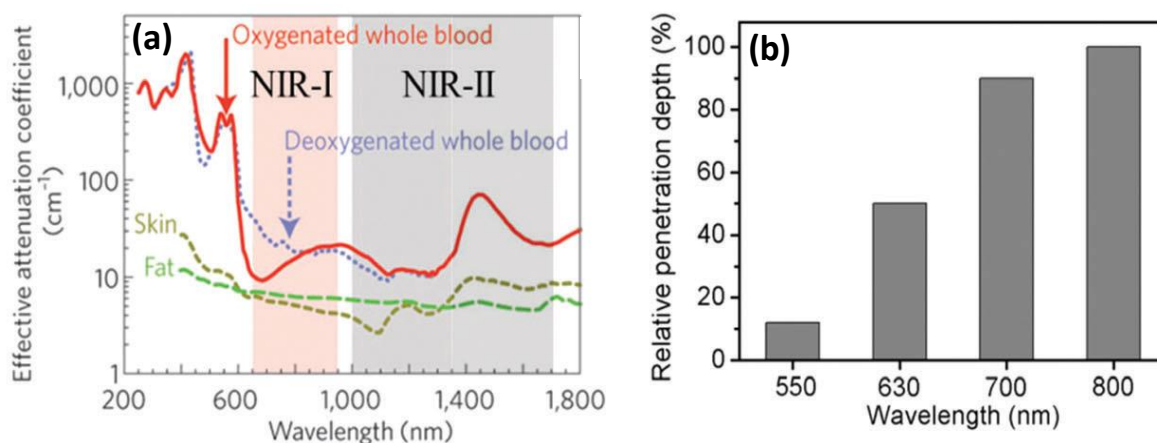 (a)
Oxygenated whole blood
NIR-I
NIR-II
Deoxygenated whole blood
Skin
Fat
Effective attenuation coefficient
(cm⁻¹)
1,000
100
10
1
200
600
1,000
1,400
1,800
Wavelength (nm)
(b)
Relative penetration depth (%)
100
80
60
40
20
0
550
630
700
800
Wavelength (nm)